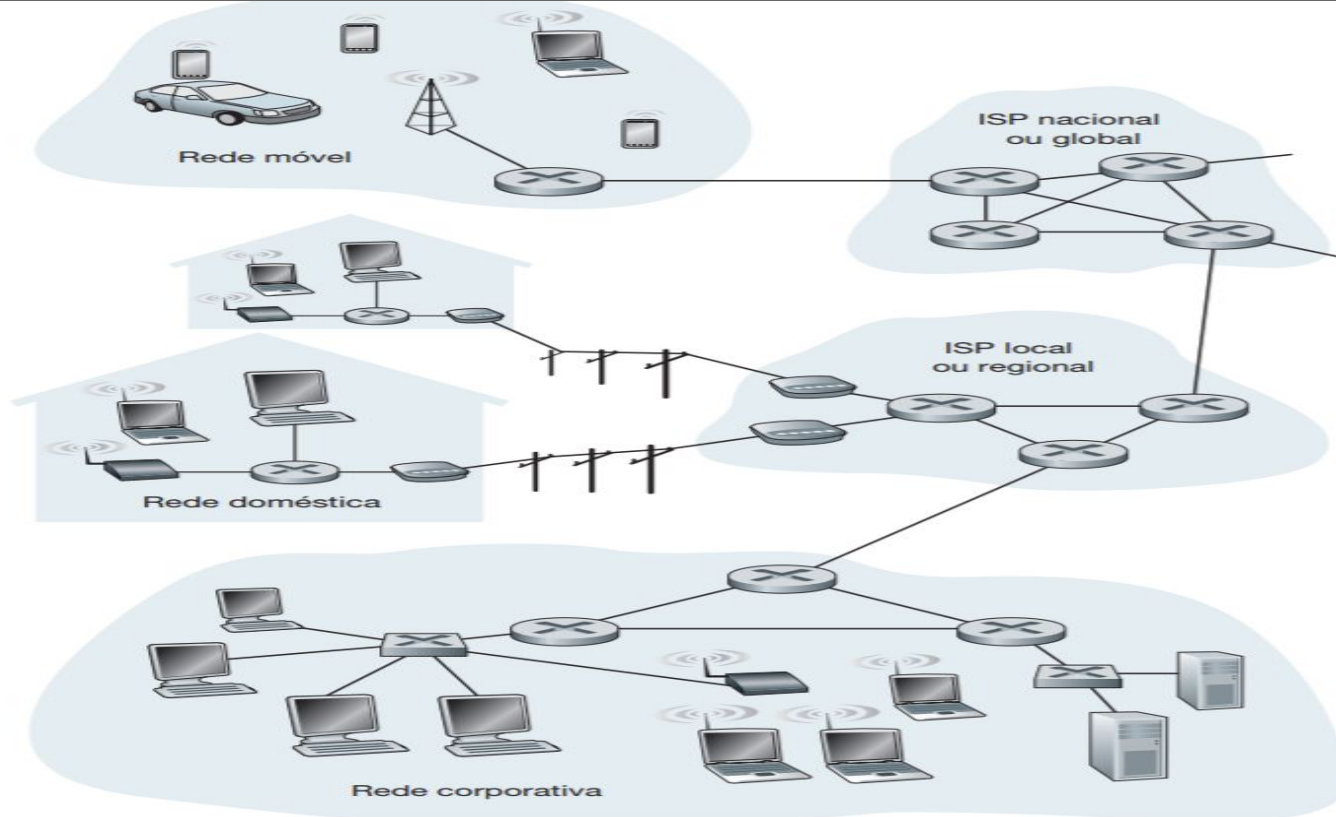 Rede móvel
ISP nacional
ou global
ISP local
ou regional
Rede doméstica
Rede corporativa